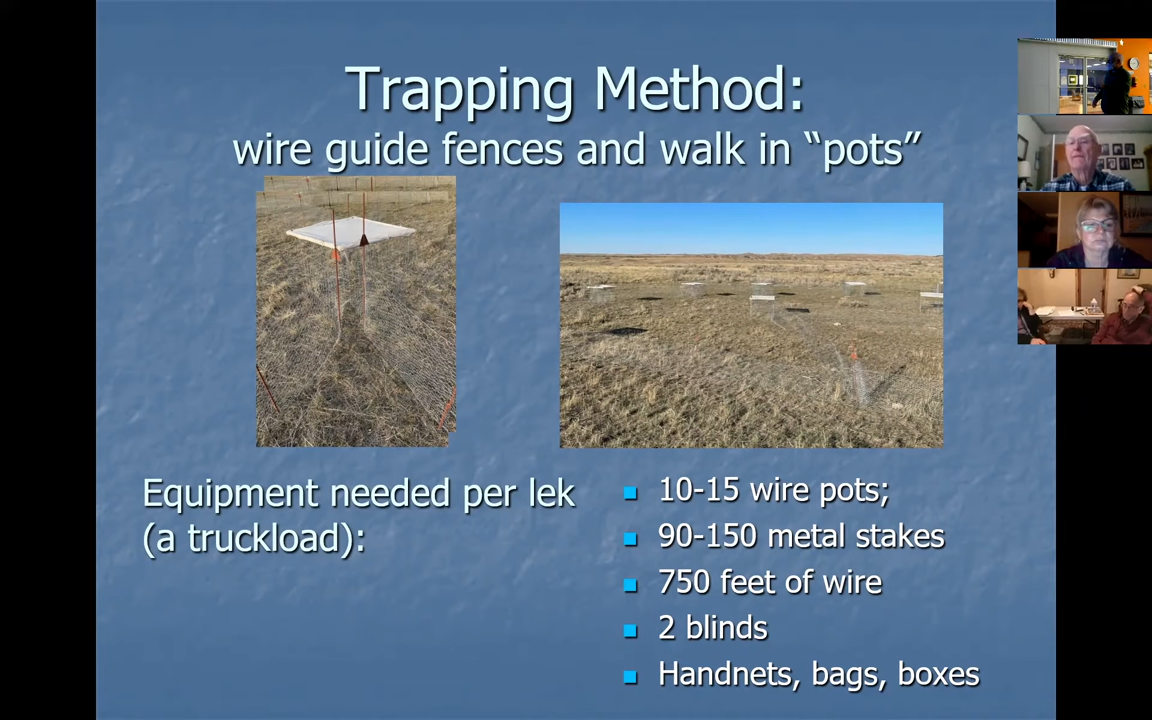 Trapping Method:
wire guide fences and walk in “pots”
Equipment needed per lek
(a truckload):
10-15 wire pots;
90-150 metal stakes
750 feet of wire
2 blinds
Handnets, bags, boxes